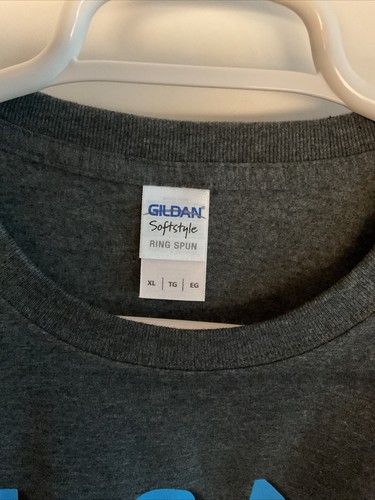 GILDAN
Softstyle
RING SPUN
XL | TG | EG